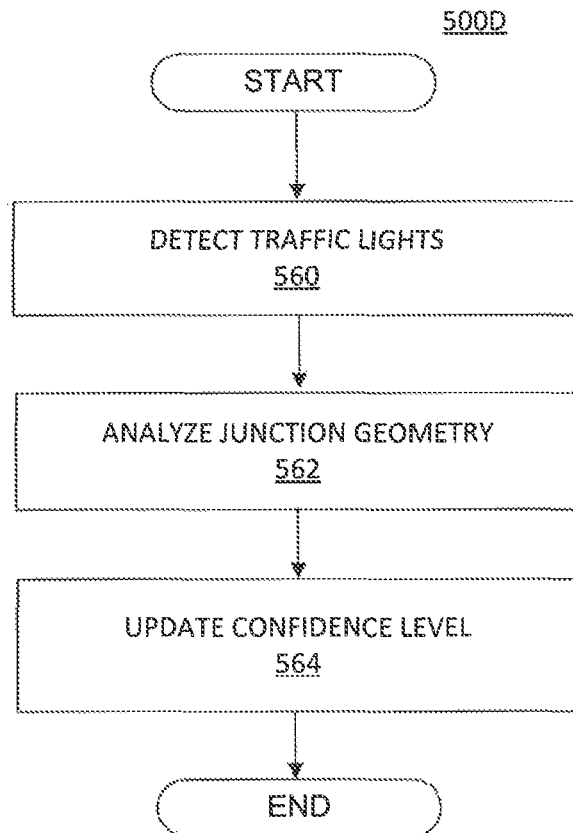 500D
START
DETECT TRAFFIC LIGHTS
560
ANALYZE JUNCTION GEOMETRY
562
UPDATE CONFIDENCE LEVEL
564
END